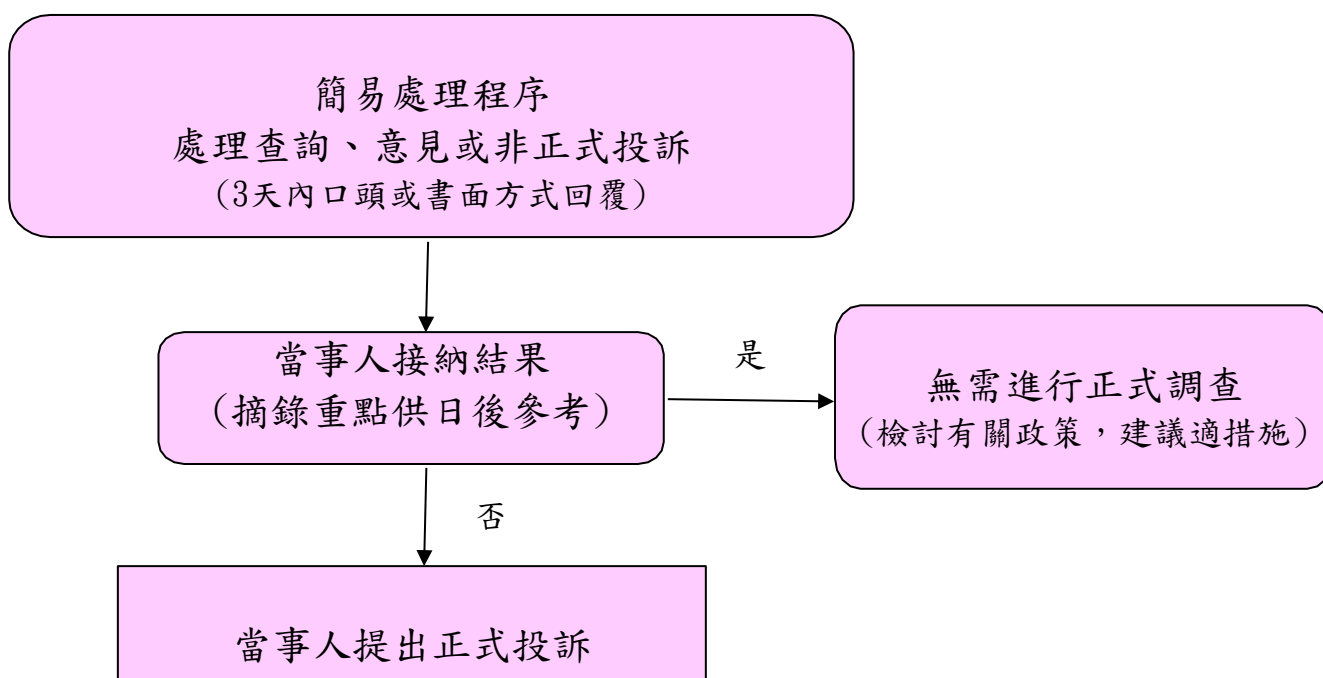 簡易處理程序
處理查詢、意見或非正式投訴
(3天內口頭或書面方式回覆)
當事人接納結果
(摘錄重點供日後參考)
是
無需進行正式調查
(檢討有關政策，建議適措施)
否
當事人提出正式投訴